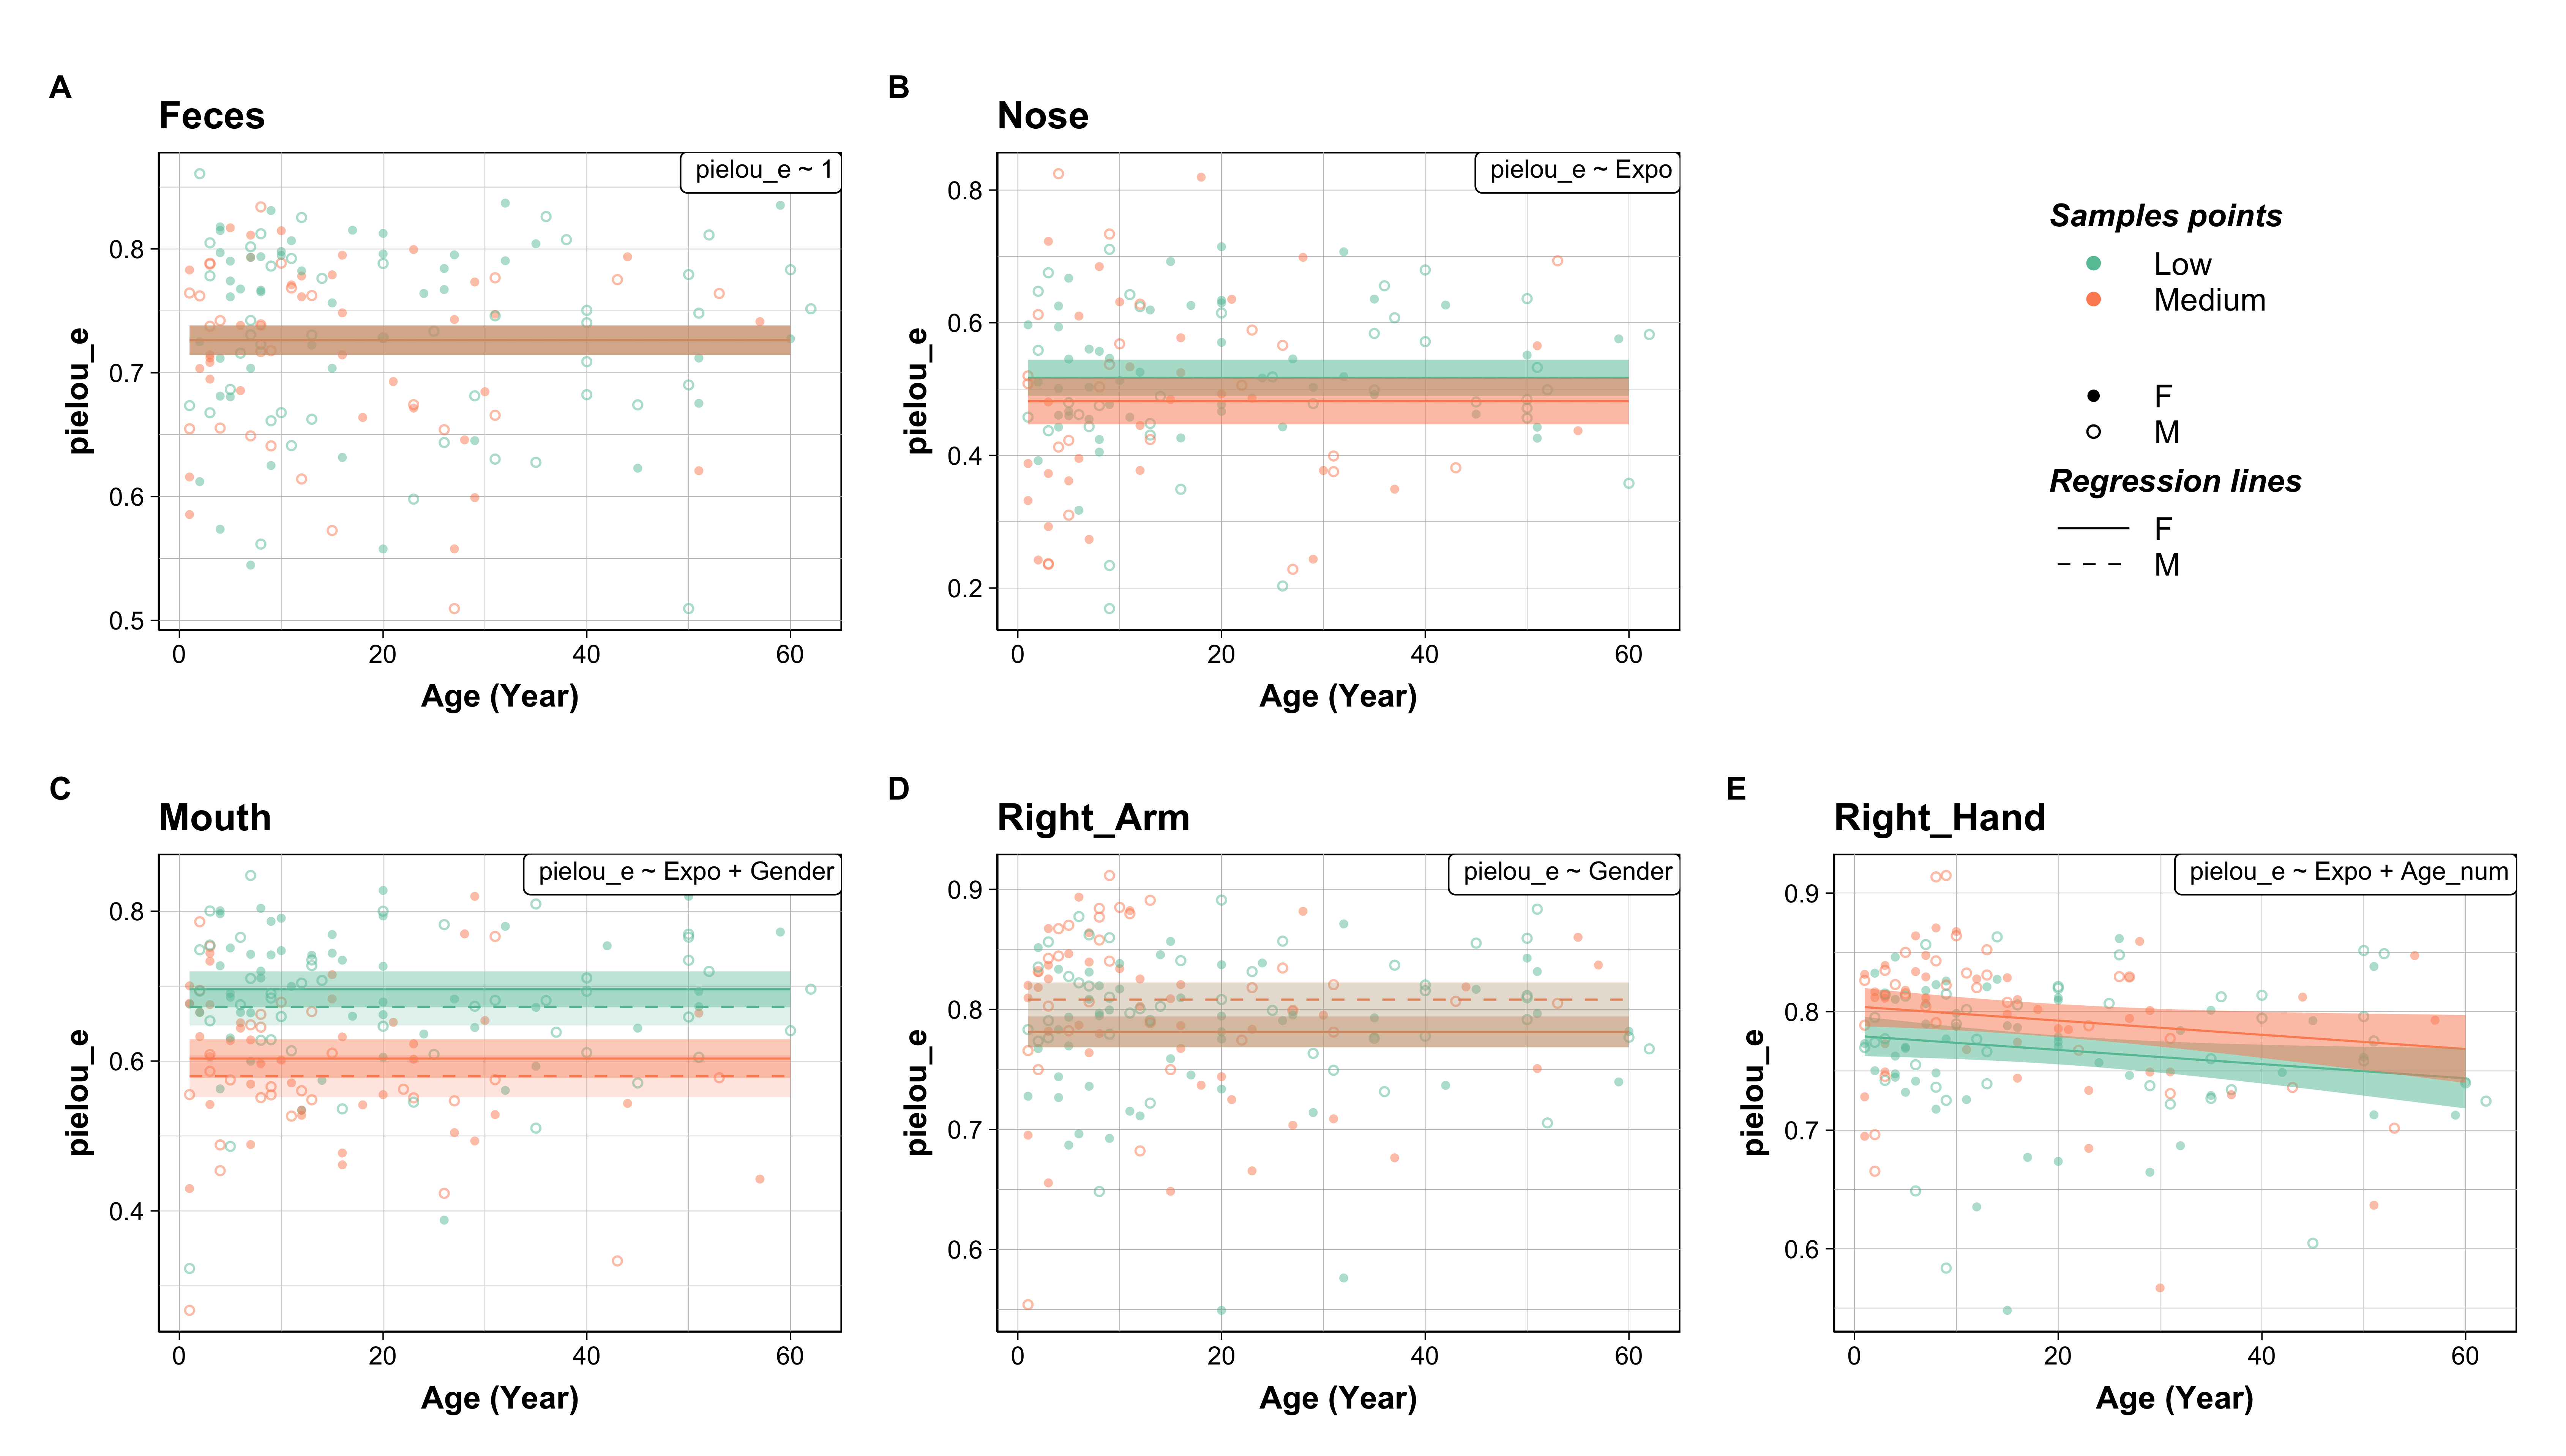 A
Feces
pielou_e ~ 1
pielou_e
0.8
0.7
0.6
0.5
0 20 40 60
Age (Year)
B
Nose
pielou_e ~ Expo
pielou_e
0.8
0.6
0.4
0.2
0 20 40 60
Age (Year)
Samples points
Low
Medium
F
M
Regression lines
F
M
C
Mouth
pielou_e ~ Expo + Gender
pielou_e
0.8
0.6
0.4
0 20 40 60
Age (Year)
D
Right_Arm
pielou_e ~ Gender
pielou_e
0.9
0.8
0.7
0.6
0 20 40 60
Age (Year)
E
Right_Hand
pielou_e ~ Expo + Age_num
pielou_e
0.9
0.8
0.7
0.6
0 20 40 60
Age (Year)